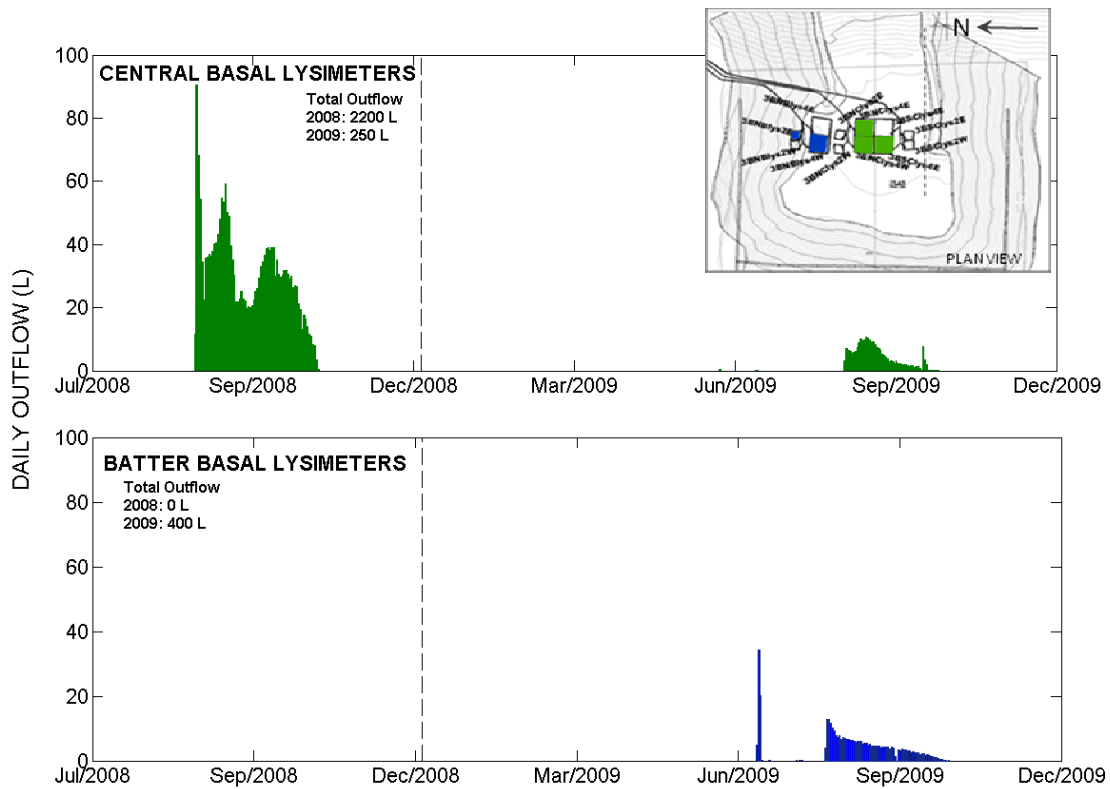 DAILY OUTFLOW (L)
100
80
60
40
20
0
CENTRAL BASAL LYSIMETERS
Total Outflow
2008: 2200 L
2009: 250 L
Jul/2008 Sep/2008 Dec/2008 Mar/2009 Jun/2009 Sep/2009 Dec/2009
N
PLAN VIEW
100
80
60
40
20
0
BATTER BASAL LYSIMETERS
Total Outflow
2008: 0 L
2009: 400 L
Jul/2008 Sep/2008 Dec/2008 Mar/2009 Jun/2009 Sep/2009 Dec/2009